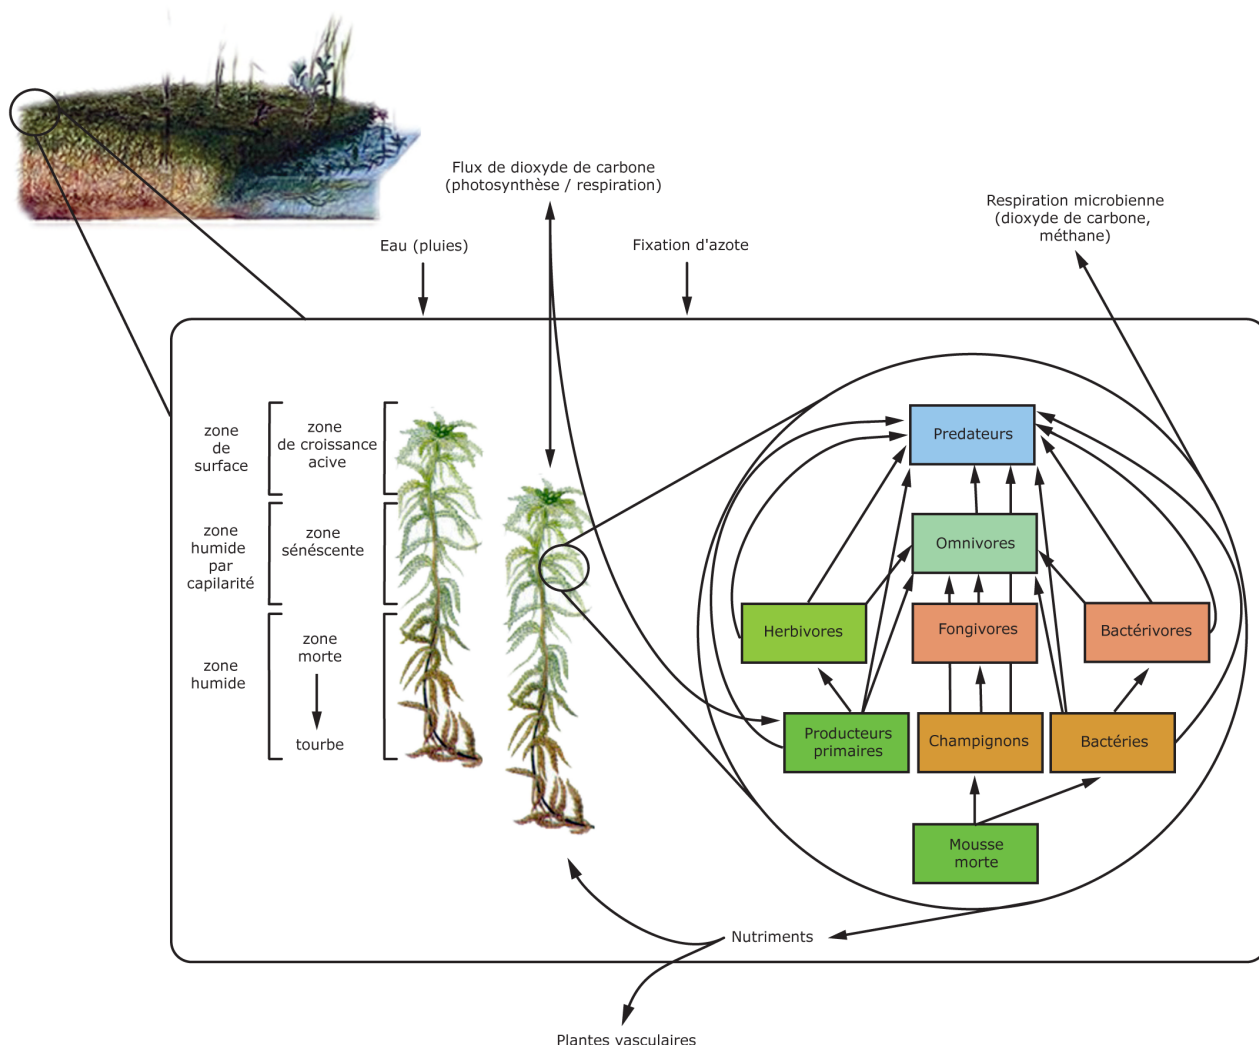 Flux de dioxyde de carbone
(photosynthèse / respiration)
Respiration microbienne
(dioxyde de carbone,
méthane)
Eau (pluies)
Fixation d'azote
zone
de
surface
zone
de croissance
acive
zone
humide
par
capilarité
zone
sénéscente
zone
humide
zone
morte
tourbe
Predateurs
Omnivores
Herbivores
Fongivores
Bactérivores
Producteurs
primaires
Champignons
Bactéries
Mousse
morte
Nutriments
Plantes vasculaires